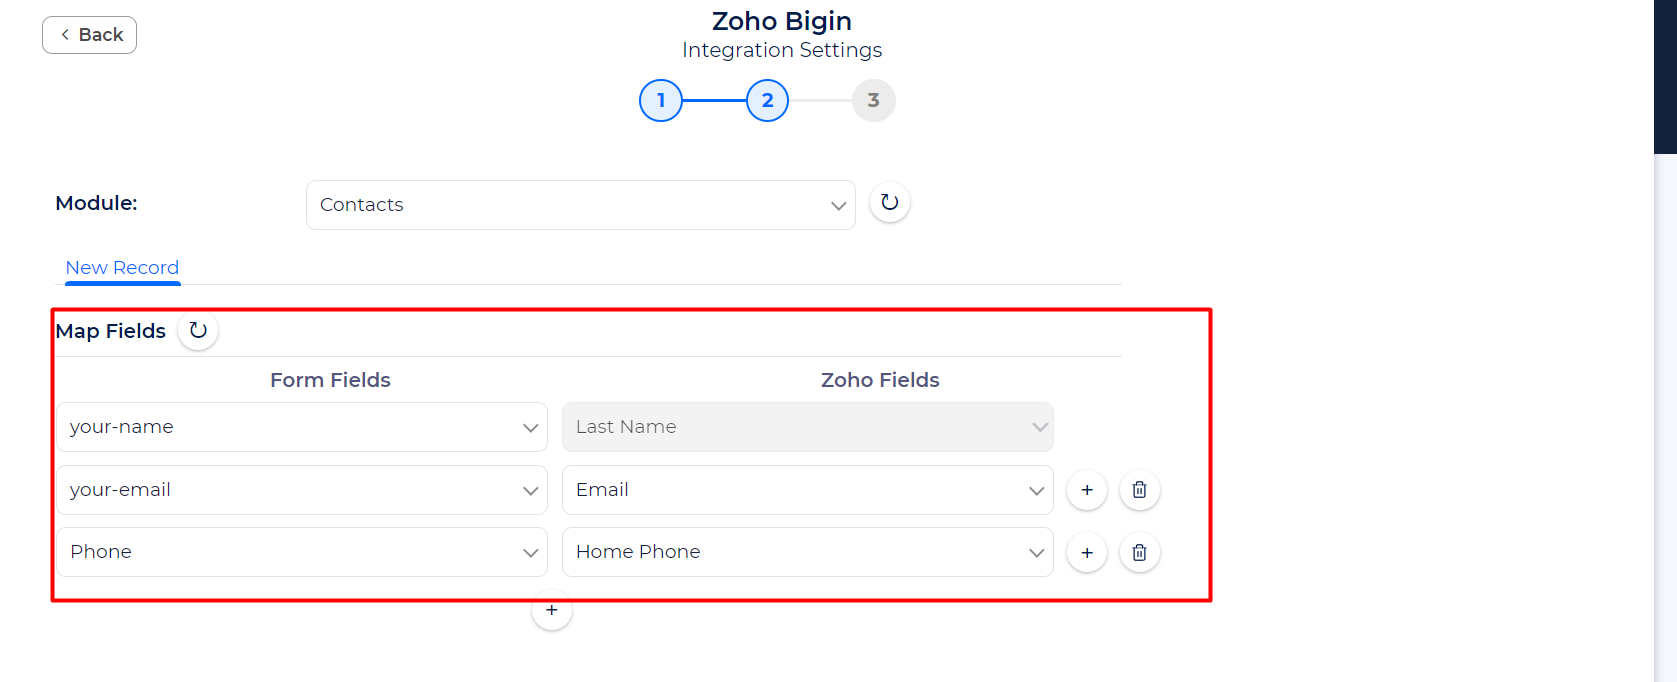 Back
Zoho Bigin
Integration Settings
1 2 3
Module: Contacts
New Record
Map Fields
Form Fields Zoho Fields
your-name Last Name
your-email Email +
Phone Home Phone +
+